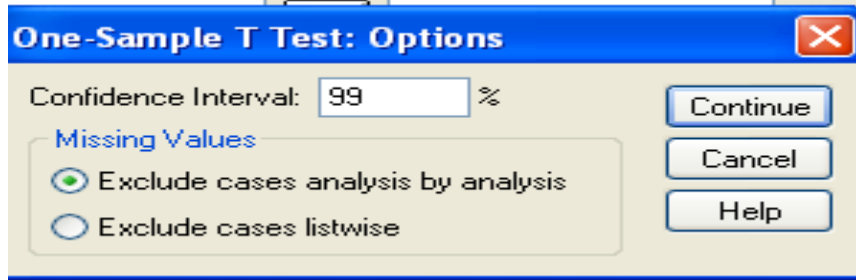 One-Sample T Test: Options
Confidence Interval: 99 %
Continue
Missing Values
Cancel
Exclude cases analysis by analysis
Help
Exclude cases listwise